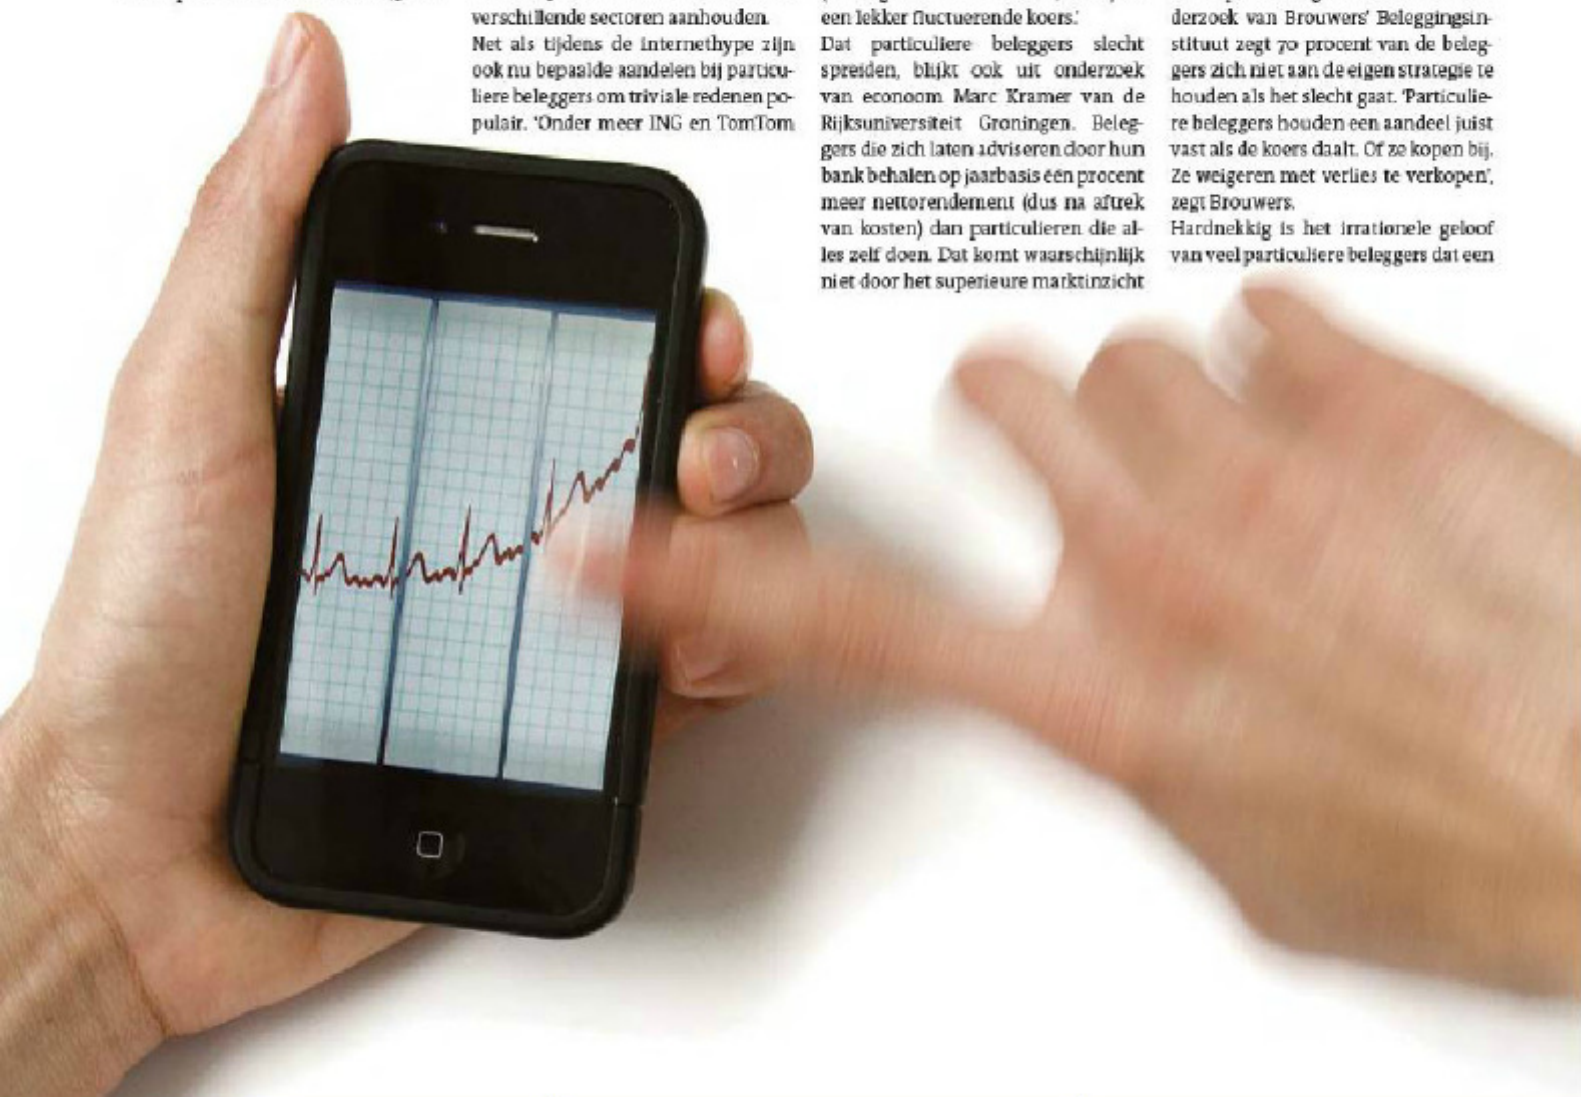 verschillende sectoren aanhouden.
Net als tijdens de internethype zijn
ook nu bepaalde aandelen bij particu-
liere beleggers om triviale redenen po-
pulair. 'Onder meer ING en TomTom
een lekker fluctuerende koers.'
Dat particuliere beleggers slecht
spreiden, blijkt ook uit onderzoek
van econoom Marc Kramer van de
Rijksuniversiteit Groningen. Beleg-
gers die zich laten adviseren door hun
bank behalen op jaarbasis één procent
meer nettorendement (dus na aftrek
van kosten) dan particulieren die al-
les zelf doen. Dat komt waarschijnlijk
niet door het superieure marktinzicht
derzoek van Brouwers' Beleggingsin-
stituut zegt 70 procent van de beleg-
gers zich niet aan de eigen strategie te
houden als het slecht gaat. 'Particulie-
re beleggers houden een aandeel juist
vast als de koers daalt. Of ze kopen bij.
Ze weigeren met verlies te verkopen',
zegt Brouwers.
Hardnekkig is het irrationele geloof
van veel particuliere beleggers dat een